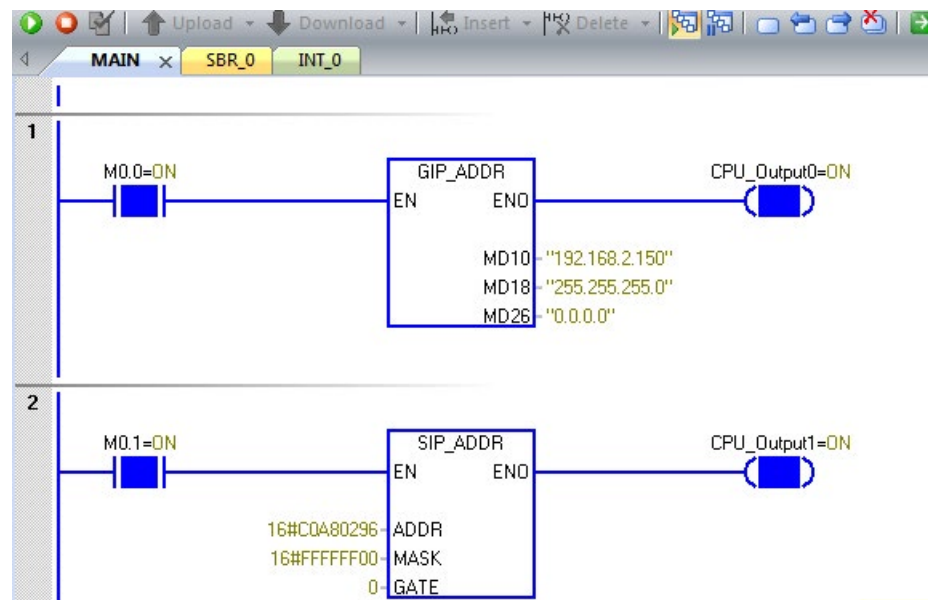 Upload Download Insert Delete
MAIN SBR_0 INT_0
1
M0.0=ON GIP_ADDR CPU_Output0=ON
EN ENO
MD10 "192.168.2.150"
MD18 "255.255.255.0"
MD26 "0.0.0.0"
2
M0.1=ON SIP_ADDR CPU_Output1=ON
EN ENO
16#C0A80296 ADDR
16#FFFFFF00 MASK
0 GATE